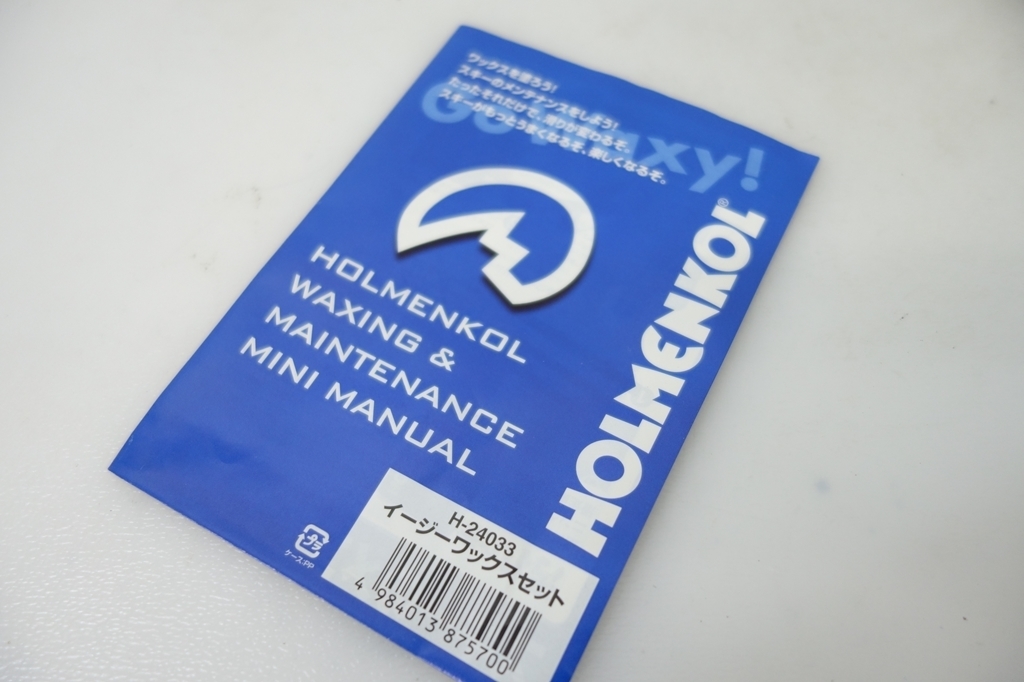 ワックスを塗ろう!
スキーのメンテナンスをしよう!
たったそれだけで、滑りが変わるぞ。
スキーがもっとうまくなるぞ、楽しくなるぞ。
Go waxy!
HOLMENKOL®
HOLMENKOL
WAXING &
MAINTENANCE
MINI MANUAL
プラ
ケース:PP
H-24033
イージーワックスセット
4 984013 875700